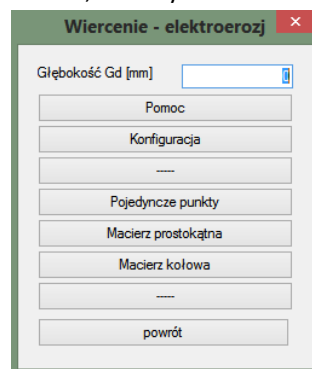 Wiercenie - elektroerozj
Głębokość Gd [mm] 0
Pomoc
Konfiguracja
-----
Pojedyncze punkty
Macierz prostokątna
Macierz kołowa
-----
powrót